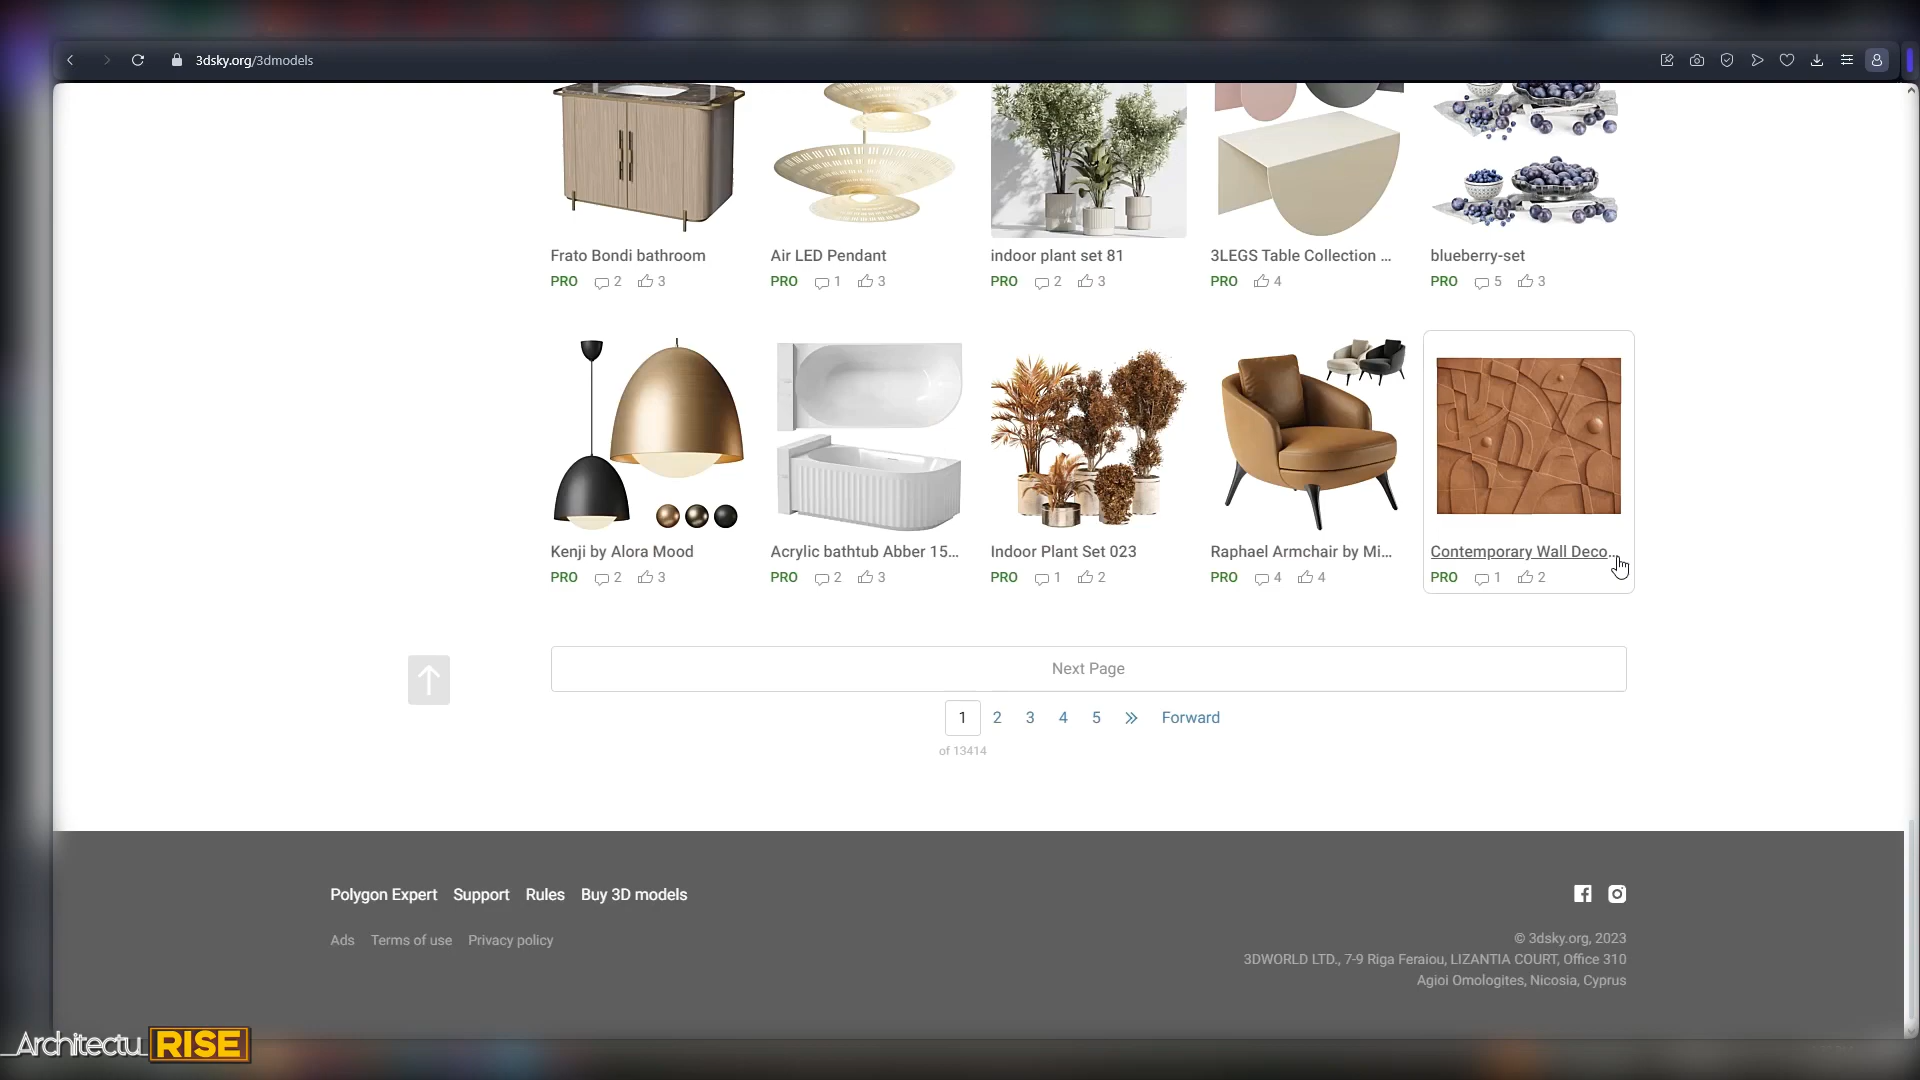 3dsky.org/3dmodels
Frato Bondi bathroom
PRO 2 3
Air LED Pendant
PRO 1 3
indoor plant set 81
PRO 2 3
3LEGS Table Collection ...
PRO 4
blueberry-set
PRO 5 3
Kenji by Alora Mood
PRO 2 3
Acrylic bathtub Abber 15...
PRO 2 3
Indoor Plant Set 023
PRO 1 2
Raphael Armchair by Mi...
PRO 4 4
Contemporary Wall Deco...
PRO 1 2
Next Page
1 2 3 4 5 » Forward
of 13414
Polygon Expert Support Rules Buy 3D models
Ads Terms of use Privacy policy
© 3dsky.org, 2023
3DWORLD LTD., 7-9 Riga Feraiou, LIZANTIA COURT, Office 310
Agioi Omologites, Nicosia, Cyprus
Architectu RISE